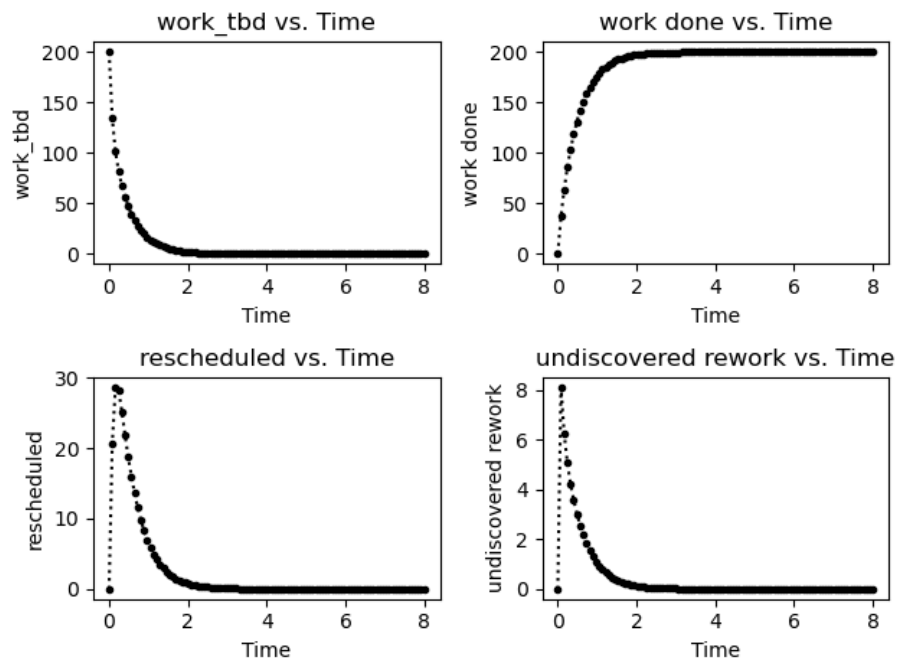 work_tbd vs. Time
200
150
100
50
0
work_tbd
0 2 4 6 8
Time
work done vs. Time
200
150
100
50
0
work done
0 2 4 6 8
Time
rescheduled vs. Time
30
20
10
0
rescheduled
0 2 4 6 8
Time
undiscovered rework vs. Time
8
6
4
2
0
undiscovered rework
0 2 4 6 8
Time